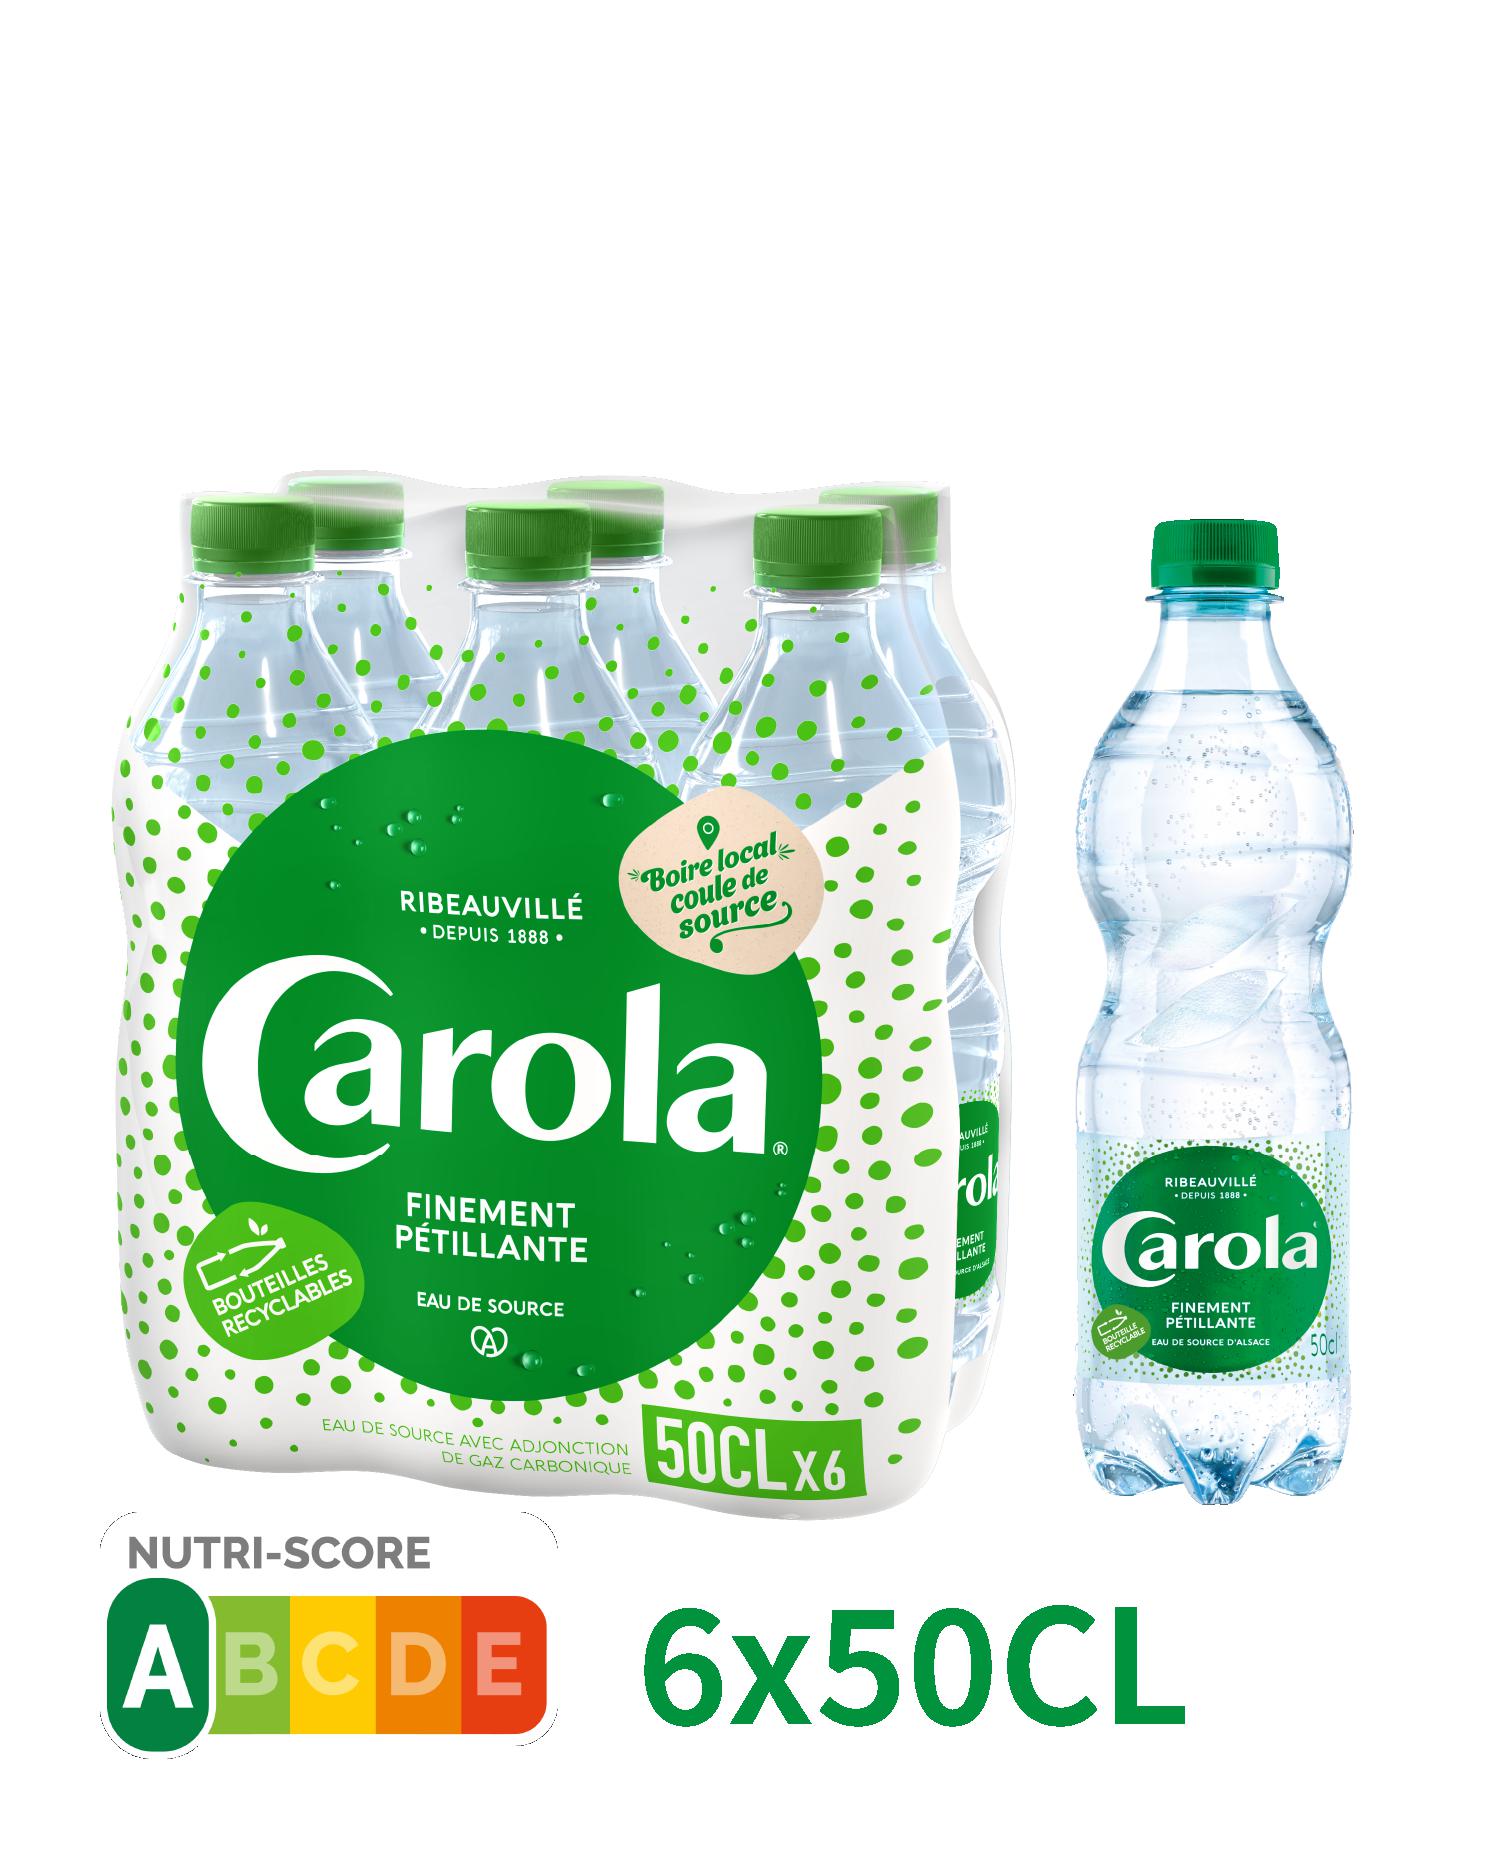 RIBEAUVILLÉ
• DEPUIS 1888 •
Carola®
FINEMENT
PÉTILLANTE
EAU DE SOURCE
Boire local
coule de
source
BOUTEILLES
RECYCLABLES
EAU DE SOURCE AVEC ADJONCTION
DE GAZ CARBONIQUE
50CL X6
RIBEAUVILLÉ
• DEPUIS 1888 •
Carola
FINEMENT
PÉTILLANTE
EAU DE SOURCE D'ALSACE
BOUTEILLE
RECYCLABLE
50cl
NUTRI-SCORE
A B C D E
6x50CL